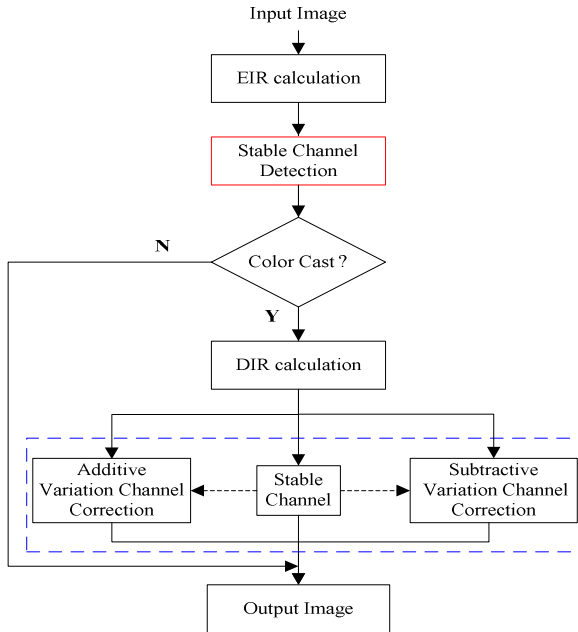 Input Image
EIR calculation
Stable Channel
Detection
N
Color Cast ?
Y
DIR calculation
Additive
Variation Channel
Correction
Stable
Channel
Subtractive
Variation Channel
Correction
Output Image